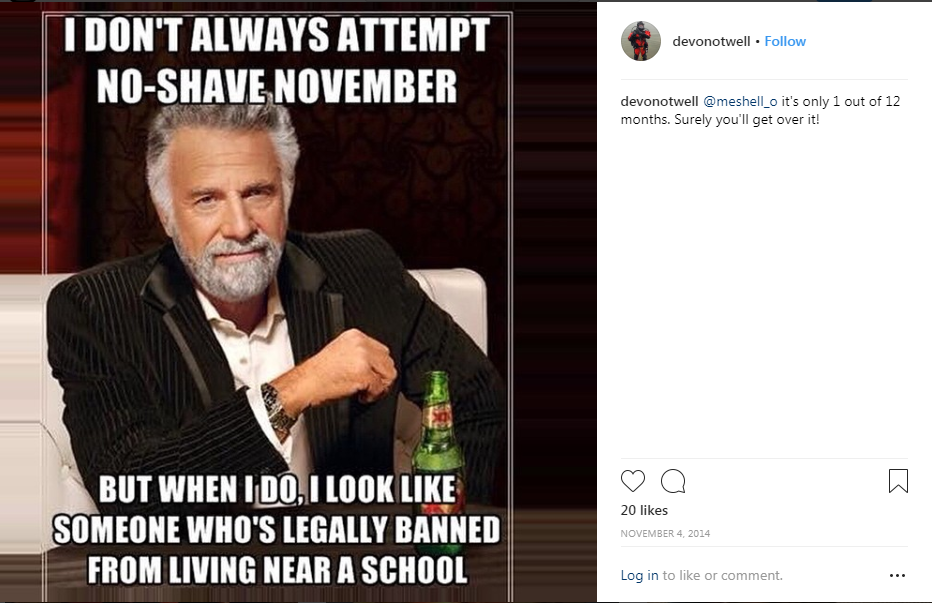 I DON'T ALWAYS ATTEMPT
NO-SHAVE NOVEMBER
XX
BUT WHEN I DO, I LOOK LIKE
SOMEONE WHO'S LEGALLY BANNED
FROM LIVING NEAR A SCHOOL
devonotwell • Follow
devonotwell @meshell_o it's only 1 out of 12
months. Surely you'll get over it!
20 likes
NOVEMBER 4, 2014
Log in to like or comment.